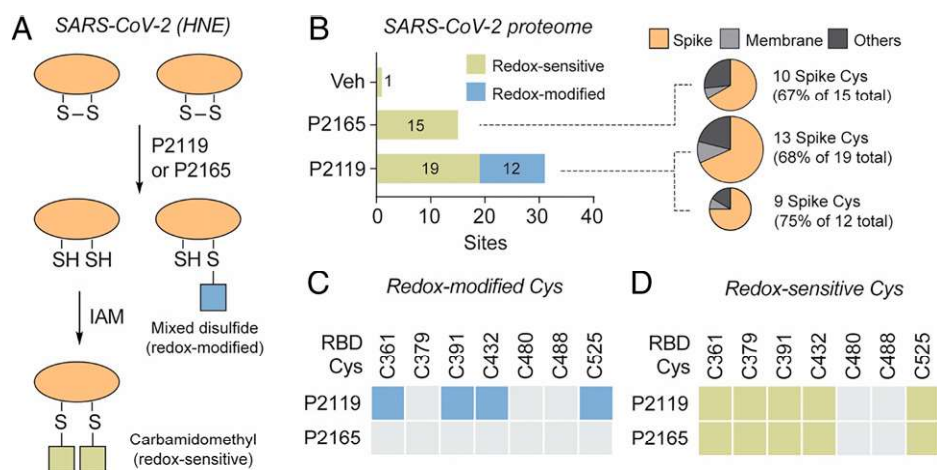 A
SARS-CoV-2 (HNE)
S–S
S–S
P2119
or P2165
SH SH
SH S
Mixed disulfide
(redox-modified)
IAM
S
S
Carbamidomethyl
(redox-sensitive)
B
SARS-CoV-2 proteome
Redox-sensitive
Redox-modified
Veh
1
P2165
15
P2119
19
12
0
10
20
30
40
Sites
Spike
Membrane
Others
10 Spike Cys
(67% of 15 total)
13 Spike Cys
(68% of 19 total)
9 Spike Cys
(75% of 12 total)
C
Redox-modified Cys
RBD
Cys
C361
C379
C391
C432
C480
C488
C525
P2119
P2165
D
Redox-sensitive Cys
RBD
Cys
C361
C379
C391
C432
C480
C488
C525
P2119
P2165